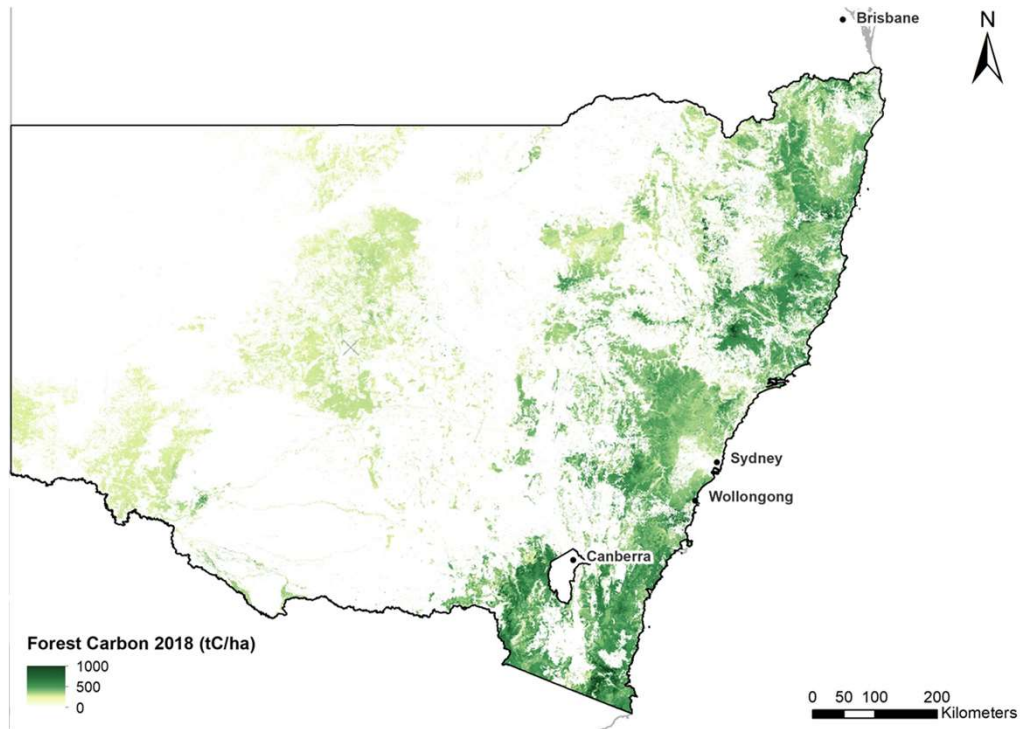 Brisbane
N
Sydney
Wollongong
Canberra
Forest Carbon 2018 (tC/ha)
1000
500
0
0 50 100 200
Kilometers